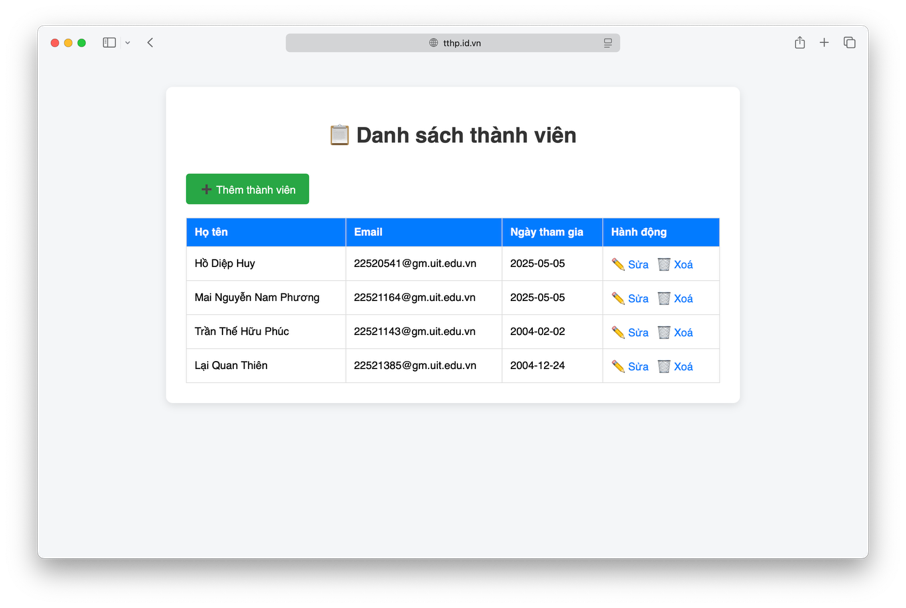 tthp.id.vn
📋 Danh sách thành viên
➕ Thêm thành viên
Họ tên Email Ngày tham gia Hành động
Hồ Diệp Huy 22520541@gm.uit.edu.vn 2025-05-05 ✏️ Sửa 🗑️ Xoá
Mai Nguyễn Nam Phương 22521164@gm.uit.edu.vn 2025-05-05 ✏️ Sửa 🗑️ Xoá
Trần Thế Hữu Phúc 22521143@gm.uit.edu.vn 2004-02-02 ✏️ Sửa 🗑️ Xoá
Lại Quan Thiên 22521385@gm.uit.edu.vn 2004-12-24 ✏️ Sửa 🗑️ Xoá